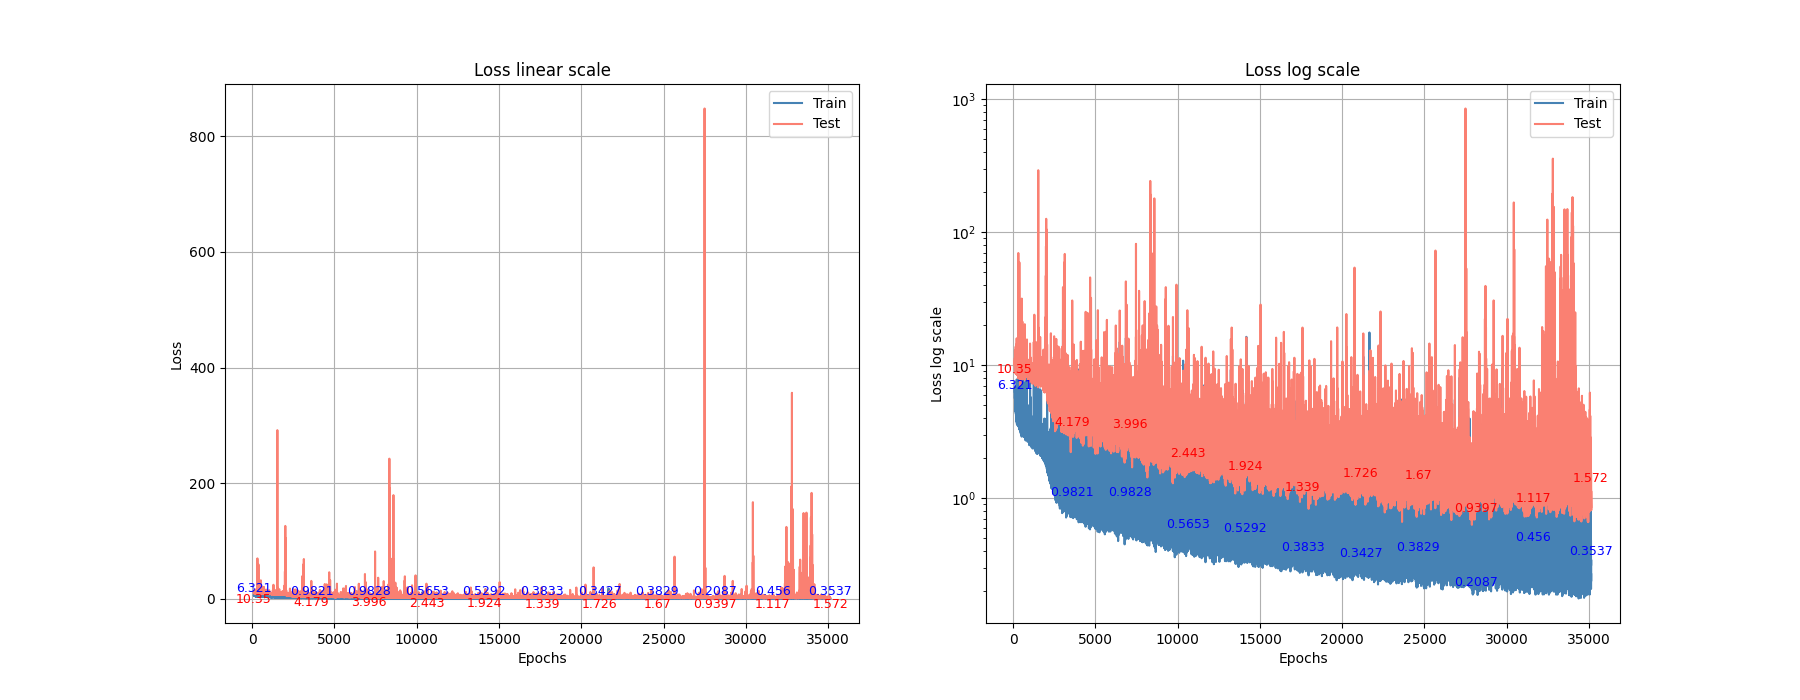 Loss linear scale
Train
Test
Loss
800
600
400
200
0
6.321 0.9821 0.9828 0.5653 0.5292 0.3833 0.3427 0.3829 0.2087 0.456 0.3537
10.35 4.179 3.996 2.443 1.924 1.339 1.726 1.67 0.9397 1.117 1.572
0 5000 10000 15000 20000 25000 30000 35000
Epochs
Loss log scale
Train
Test
Loss log scale
10³
10²
10¹
10⁰
10.35 4.179 3.996 2.443 1.924 1.339 1.726 1.67 0.9397 1.117 1.572
6.321 0.9821 0.9828 0.5653 0.5292 0.3833 0.3427 0.3829 0.2087 0.456 0.3537
0 5000 10000 15000 20000 25000 30000 35000
Epochs